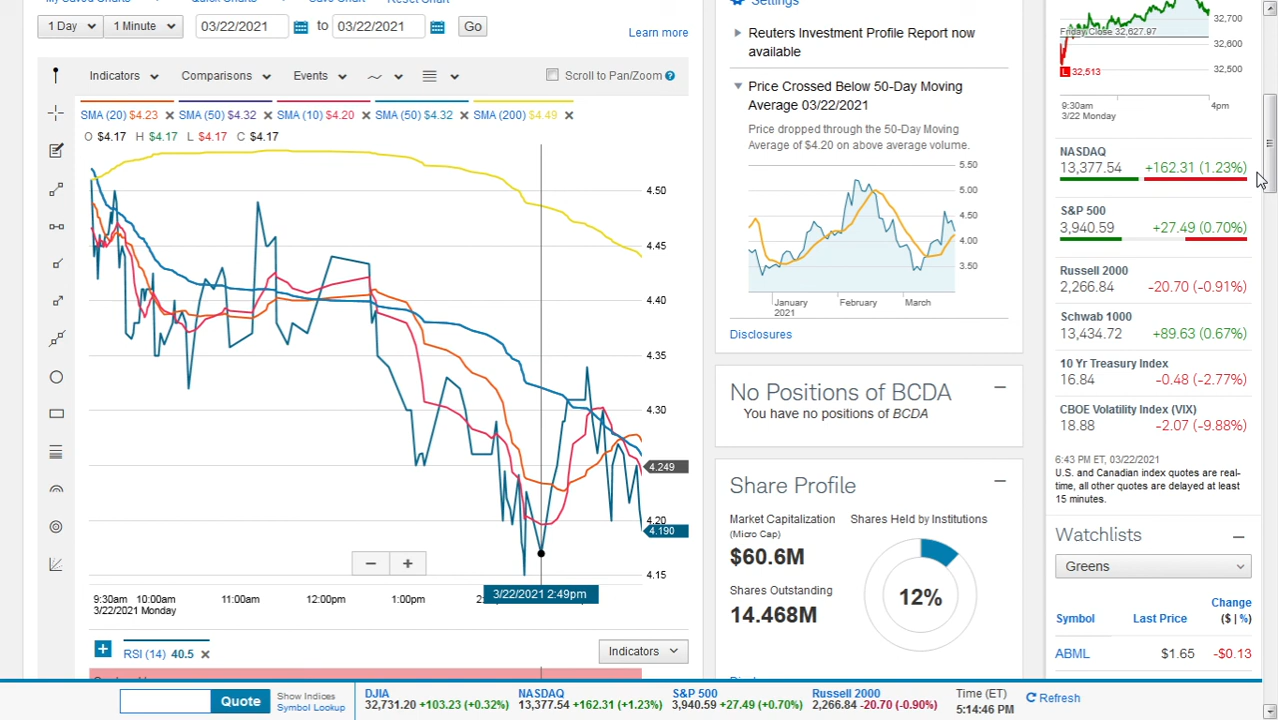 My Saved Charts Quick Charts Save Chart Reset Chart
1 Day 1 Minute 03/22/2021 to 03/22/2021 Go
Learn more
Indicators Comparisons Events Scroll to Pan/Zoom ?
SMA (20) $4.23 × SMA (50) $4.32 × SMA (10) $4.20 × SMA (50) $4.32 × SMA (200) $4.49 ×
O $4.17 H $4.17 L $4.17 C $4.17
4.50
4.45
4.40
4.35
4.30
4.249
4.20
4.190
4.15
− +
3/22/2021 2:49pm
9:30am 10:00am 11:00am 12:00pm 1:00pm
3/22/2021 Monday
RSI (14) 40.5 ×
Indicators
Settings
Reuters Investment Profile Report now
available
Price Crossed Below 50-Day Moving
Average 03/22/2021
Price dropped through the 50-Day Moving
Average of $4.20 on above average volume.
5.50
5.00
4.50
4.00
3.50
January February March
2021
Disclosures
No Positions of BCDA
You have no positions of BCDA
Share Profile
Market Capitalization
(Micro Cap)
$60.6M
Shares Outstanding
14.468M
Shares Held by Institutions
12%
32,700
Friday Close 32,627.97
32,600
L 32,513
32,500
9:30am 4pm
3/22 Monday
NASDAQ
13,377.54 +162.31 (1.23%)
S&P 500
3,940.59 +27.49 (0.70%)
Russell 2000
2,266.84 -20.70 (-0.91%)
Schwab 1000
13,434.72 +89.63 (0.67%)
10 Yr Treasury Index
16.84 -0.48 (-2.77%)
CBOE Volatility Index (VIX)
18.88 -2.07 (-9.88%)
6:43 PM ET, 03/22/2021
U.S. and Canadian index quotes are real-
time, all other quotes are delayed at least
15 minutes.
Watchlists
Greens
Symbol Last Price Change
($ | %)
ABML $1.65 -$0.13
Quote
Show Indices
Symbol Lookup
DJIA
32,731.20 +103.23 (+0.32%)
NASDAQ
13,377.54 +162.31 (+1.23%)
S&P 500
3,940.59 +27.49 (+0.70%)
Russell 2000
2,266.84 -20.70 (-0.90%)
Time (ET)
5:14:46 PM
Refresh